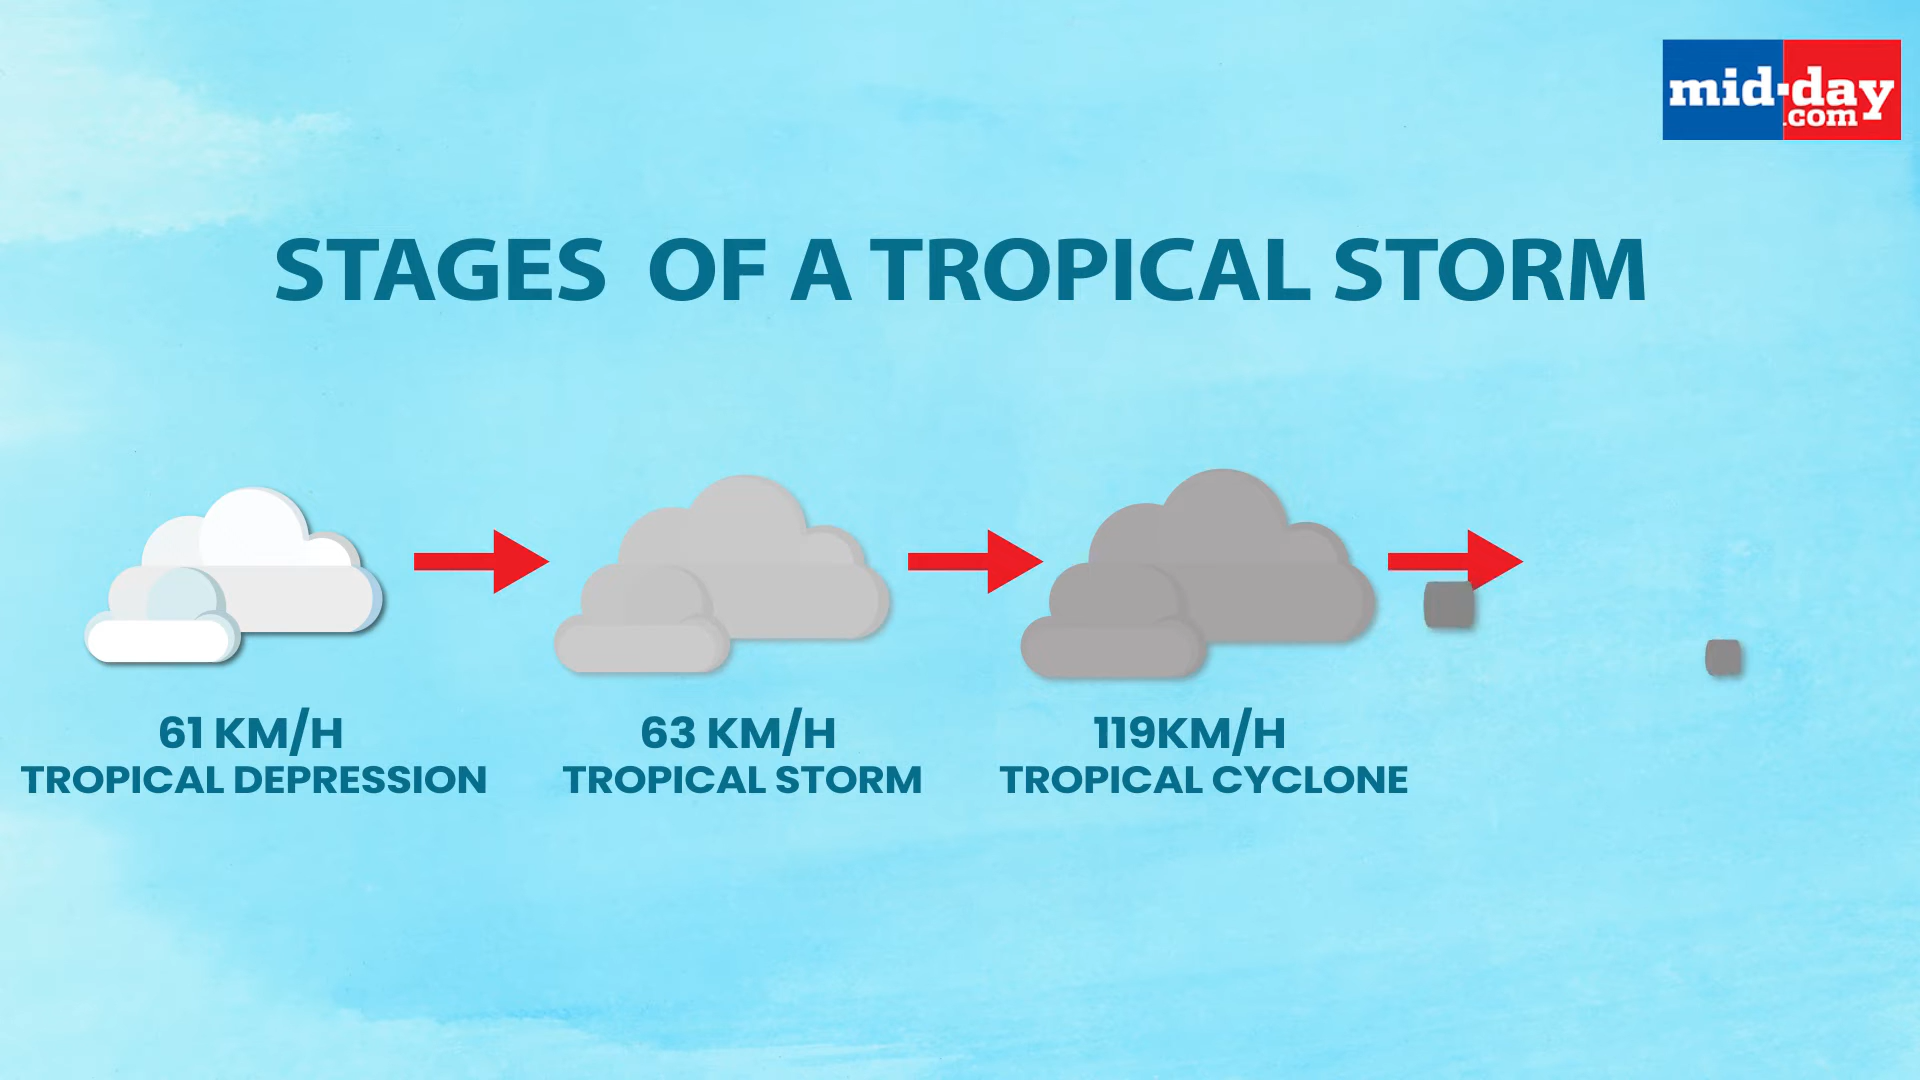 mid-day
.com
STAGES OF A TROPICAL STORM
61 KM/H
TROPICAL DEPRESSION
63 KM/H
TROPICAL STORM
119KM/H
TROPICAL CYCLONE